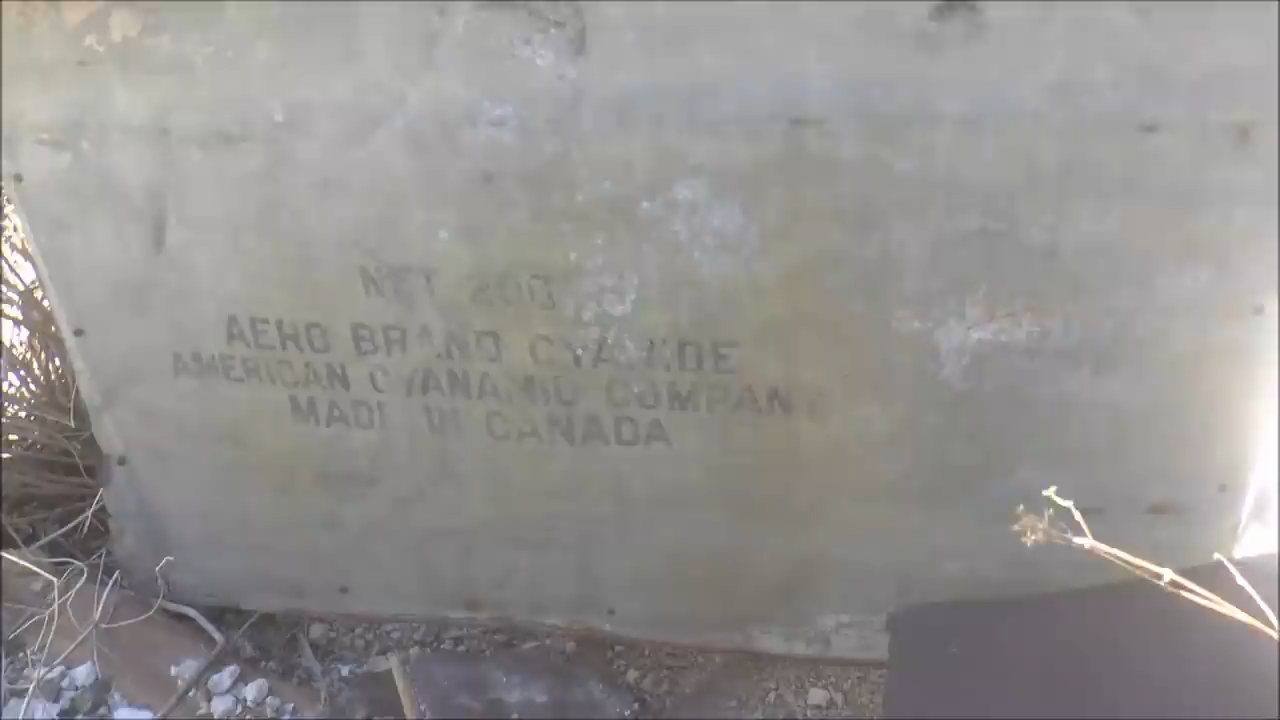 NET 200
AERO BRAND CYANIDE
AMERICAN CYANAMID COMPANY
MADE IN CANADA